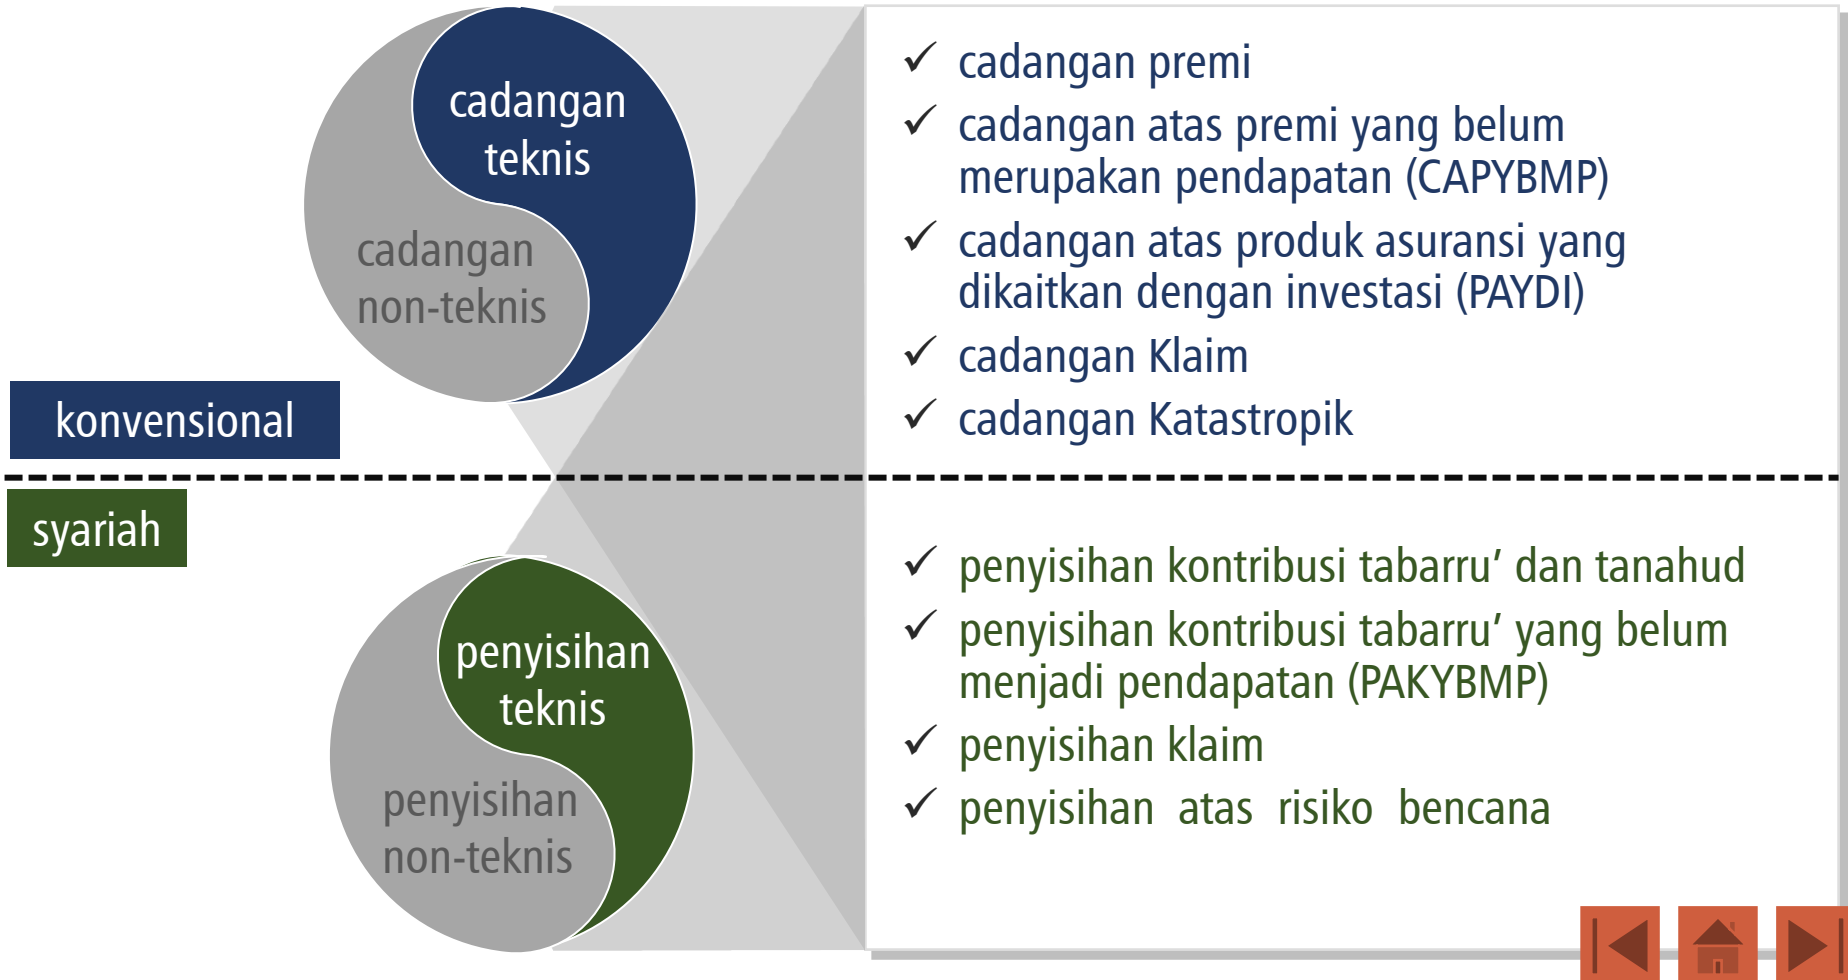 cadangan
teknis
cadangan
non-teknis
konvensional
✓ cadangan premi
✓ cadangan atas premi yang belum
merupakan pendapatan (CAPYBMP)
✓ cadangan atas produk asuransi yang
dikaitkan dengan investasi (PAYDI)
✓ cadangan Klaim
✓ cadangan Katastropik
syariah
penyisihan
teknis
penyisihan
non-teknis
✓ penyisihan kontribusi tabarru’ dan tanahud
✓ penyisihan kontribusi tabarru’ yang belum
menjadi pendapatan (PAKYBMP)
✓ penyisihan klaim
✓ penyisihan atas risiko bencana